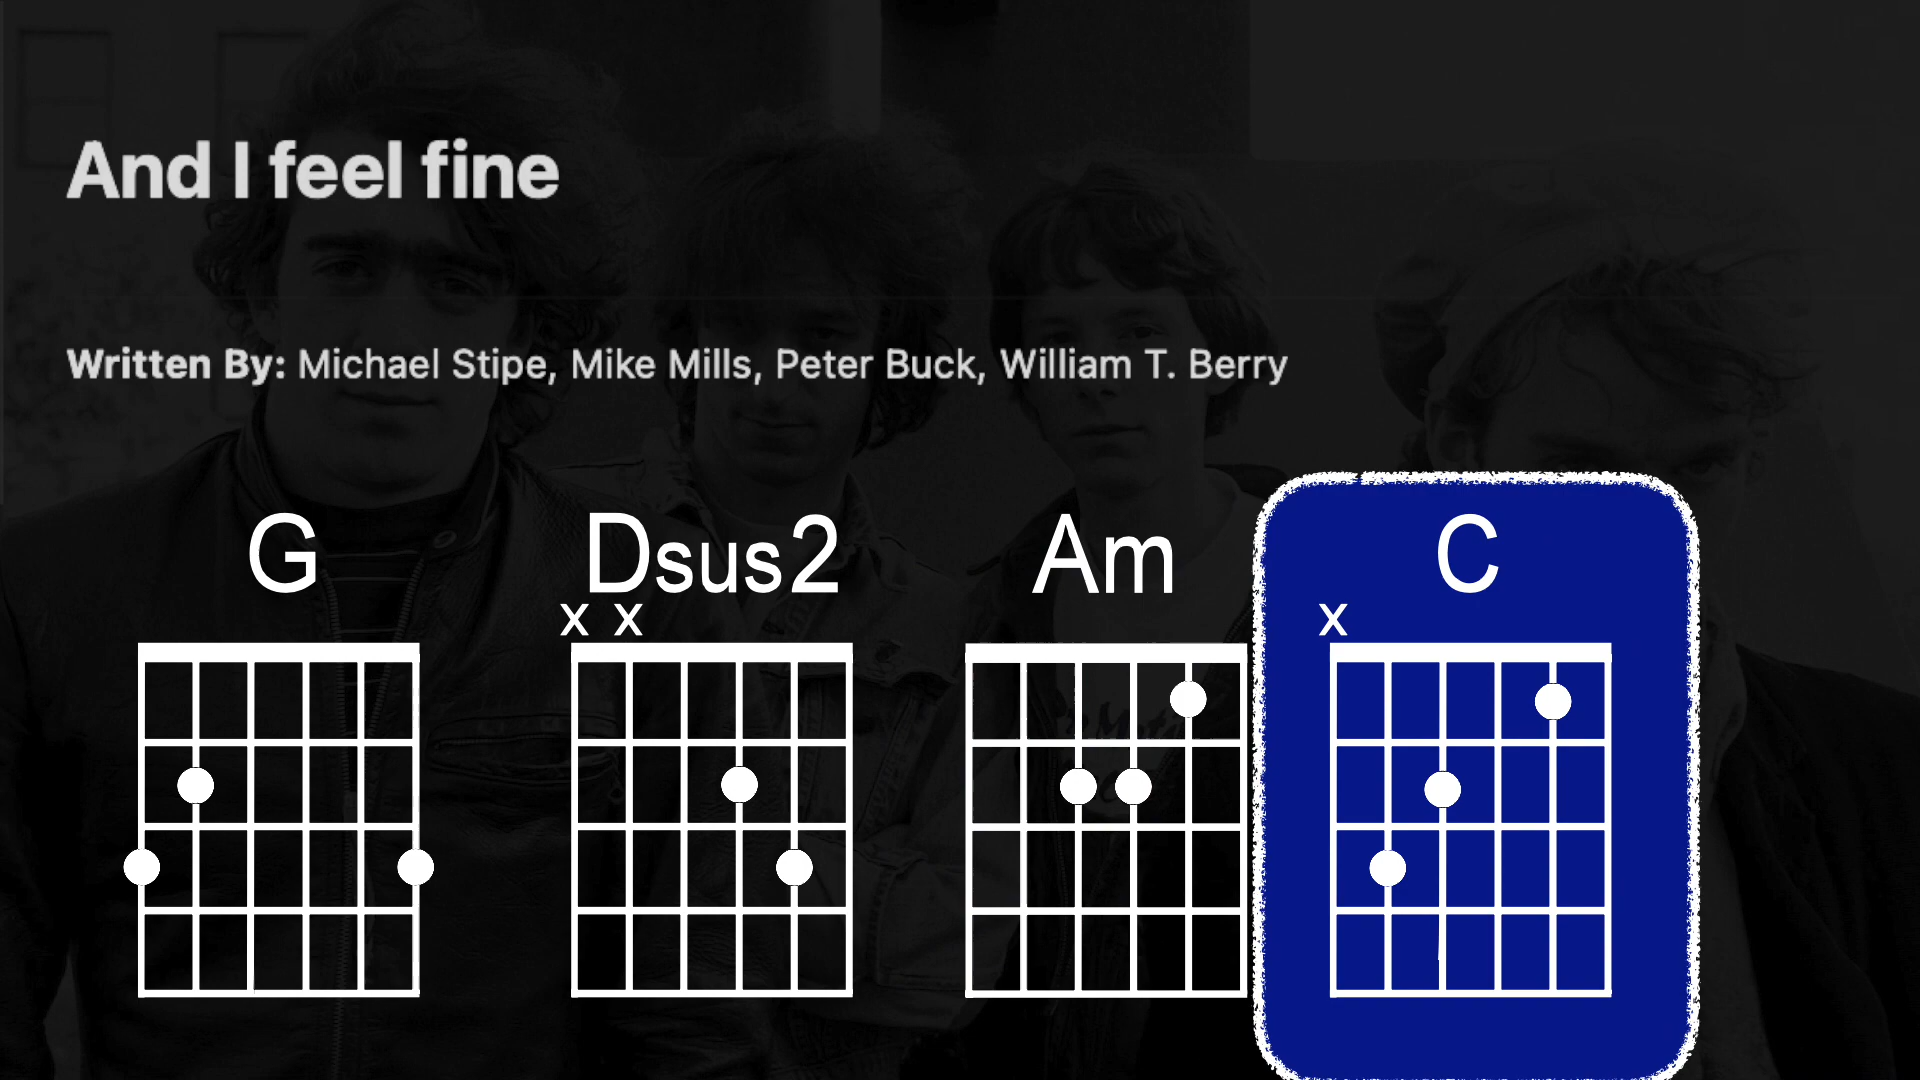 And I feel fine
Written By: Michael Stipe, Mike Mills, Peter Buck, William T. Berry
G Dsus2 Am C
x x x